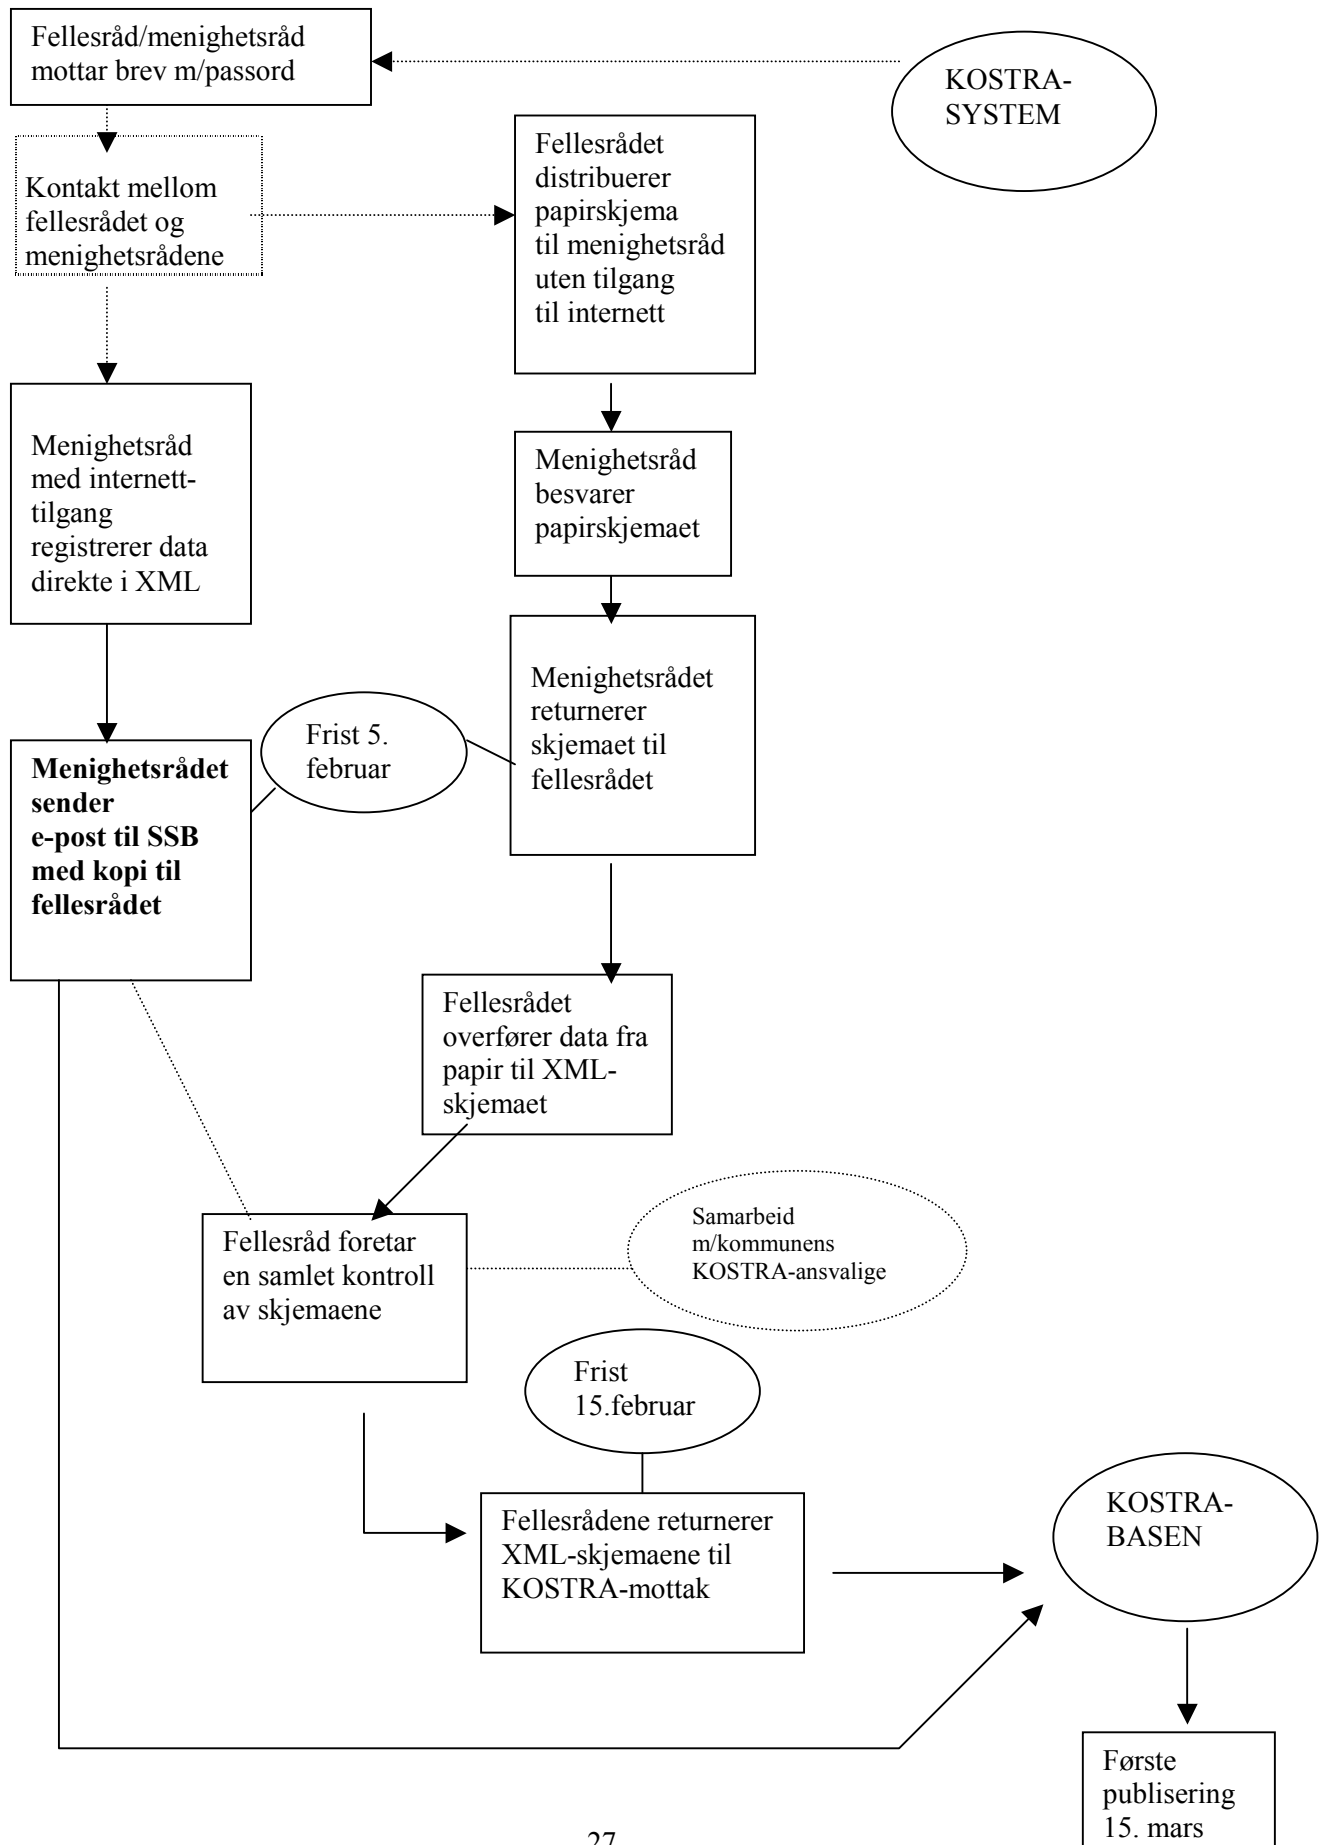 Fellesråd/menighetsråd
mottar brev m/passord
KOSTRA-
SYSTEM
Kontakt mellom
fellesrådet og
menighetsrådene
Fellesrådet
distribuerer
papirskjema
til menighetsråd
uten tilgang
til internett
Menighetsråd
med internett-
tilgang
registrerer data
direkte i XML
Menighetsråd
besvarer
papirskjemaet
Menighetsrådet
returnerer
skjemaet til
fellesrådet
Frist 5.
februar
Menighetsrådet
sender
e-post til SSB
med kopi til
fellesrådet
Fellesrådet
overfører data fra
papir til XML-
skjemaet
Fellesråd foretar
en samlet kontroll
av skjemaene
Samarbeid
m/kommunens
KOSTRA-ansvalige
Frist
15.februar
Fellesrådene returnerer
XML-skjemaene til
KOSTRA-mottak
KOSTRA-
BASEN
Første
publisering
15. mars
27